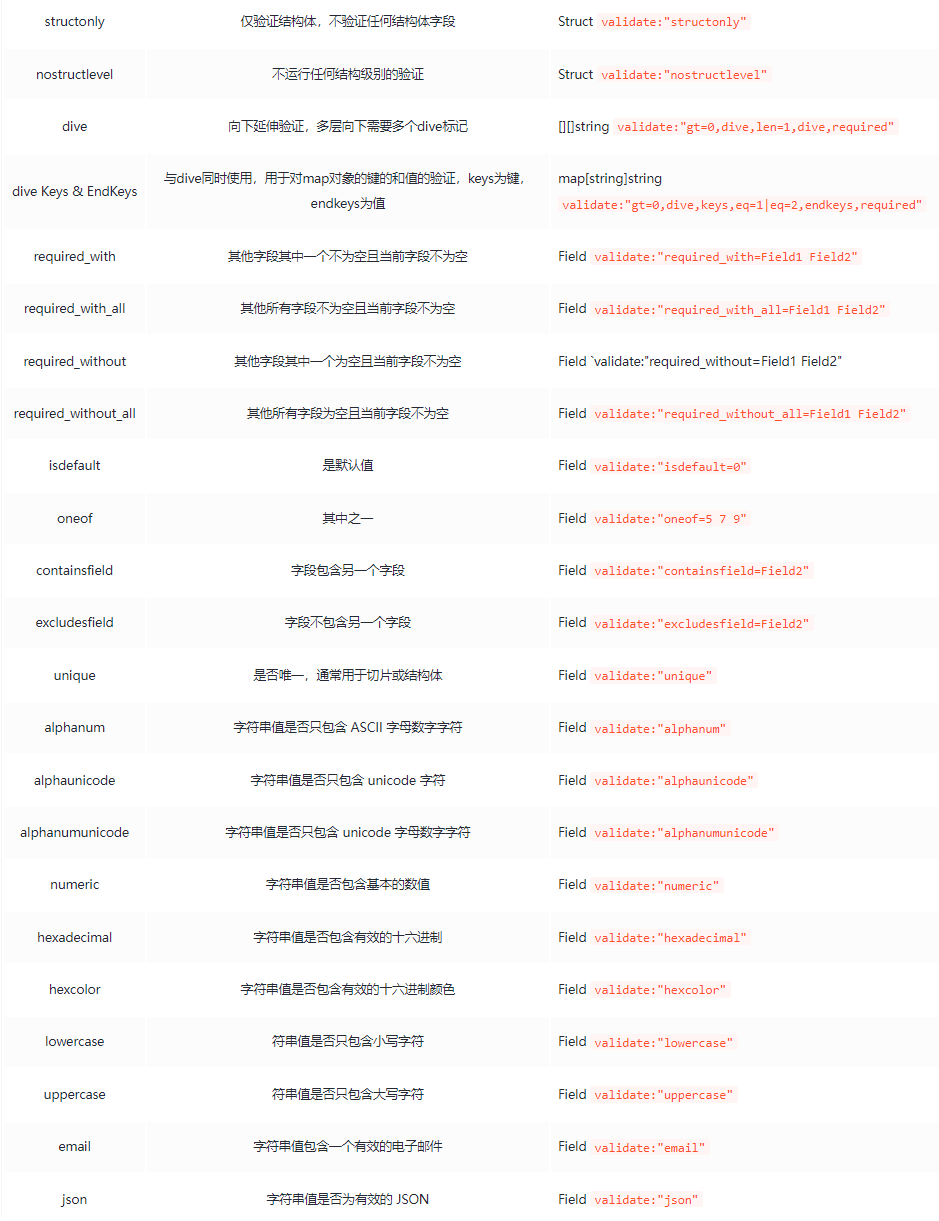 structonly 仅验证结构体，不验证任何结构体字段 Struct validate:"structonly"
nostructlevel 不运行任何结构级别的验证 Struct validate:"nostructlevel"
dive 向下延伸验证，多层向下需要多个dive标记 [][]string validate:"gt=0,dive,len=1,dive,required"
dive Keys & EndKeys 与dive同时使用，用于对map对象的键的和值的验证，keys为键，
endkeys为值 map[string]string
validate:"gt=0,dive,keys,eq=1|eq=2,endkeys,required"
required_with 其他字段其中一个不为空且当前字段不为空 Field validate:"required_with=Field1 Field2"
required_with_all 其他所有字段不为空且当前字段不为空 Field validate:"required_with_all=Field1 Field2"
required_without 其他字段其中一个为空且当前字段不为空 Field `validate:"required_without=Field1 Field2"
required_without_all 其他所有字段为空且当前字段不为空 Field validate:"required_without_all=Field1 Field2"
isdefault 是默认值 Field validate:"isdefault=0"
oneof 其中之一 Field validate:"oneof=5 7 9"
containsfield 字段包含另一个字段 Field validate:"containsfield=Field2"
excludesfield 字段不包含另一个字段 Field validate:"excludesfield=Field2"
unique 是否唯一，通常用于切片或结构体 Field validate:"unique"
alphanum 字符串值是否只包含 ASCII 字母数字字符 Field validate:"alphanum"
alphaunicode 字符串值是否只包含 unicode 字符 Field validate:"alphaunicode"
alphanumunicode 字符串值是否只包含 unicode 字母数字字符 Field validate:"alphanumunicode"
numeric 字符串值是否包含基本的数值 Field validate:"numeric"
hexadecimal 字符串值是否包含有效的十六进制 Field validate:"hexadecimal"
hexcolor 字符串值是否包含有效的十六进制颜色 Field validate:"hexcolor"
lowercase 符串值是否只包含小写字符 Field validate:"lowercase"
uppercase 符串值是否只包含大写字符 Field validate:"uppercase"
email 字符串值包含一个有效的电子邮件 Field validate:"email"
json 字符串值是否为有效的 JSON Field validate:"json"